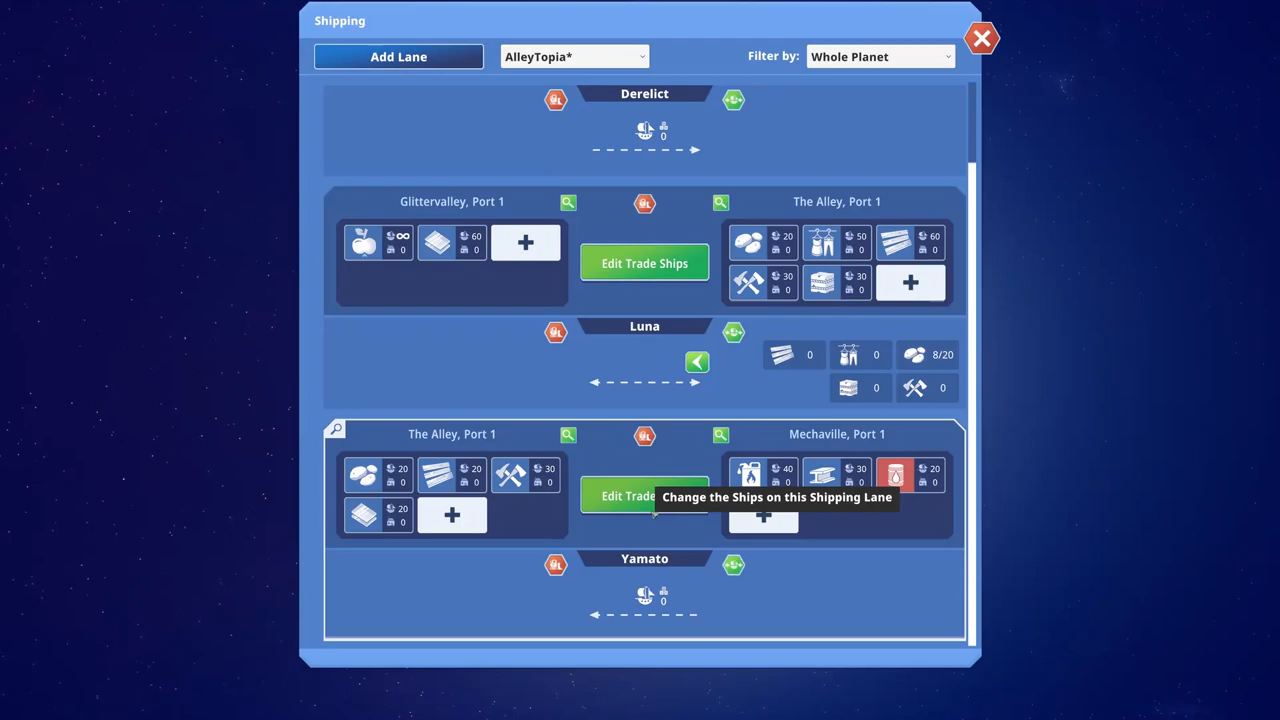 Shipping
Add Lane
AlleyTopia*
Filter by:
Whole Planet
Derelict
0
Glittervalley, Port 1
The Alley, Port 1
∞
0
60
0
20
0
50
0
60
0
Edit Trade Ships
30
0
30
0
Luna
0
0
8/20
0
0
The Alley, Port 1
Mechaville, Port 1
20
0
20
0
30
0
40
0
30
0
20
0
Edit Trade
Change the Ships on this Shipping Lane
20
0
Yamato
0